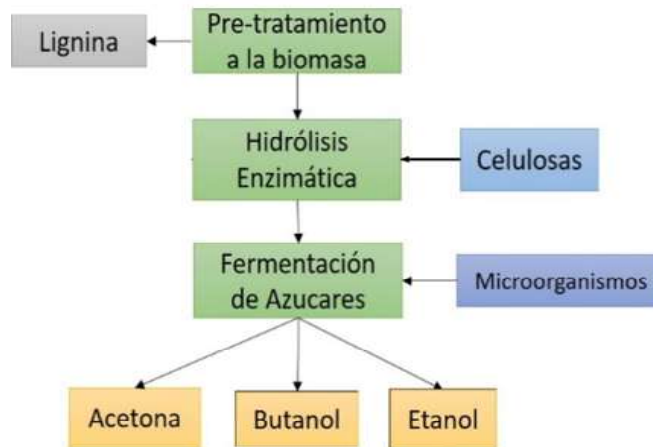 Pre-tratamiento
a la biomasa
Lignina
Hidrólisis
Enzimática
Celulosas
Fermentación
de Azucares
Microorganismos
Acetona
Butanol
Etanol